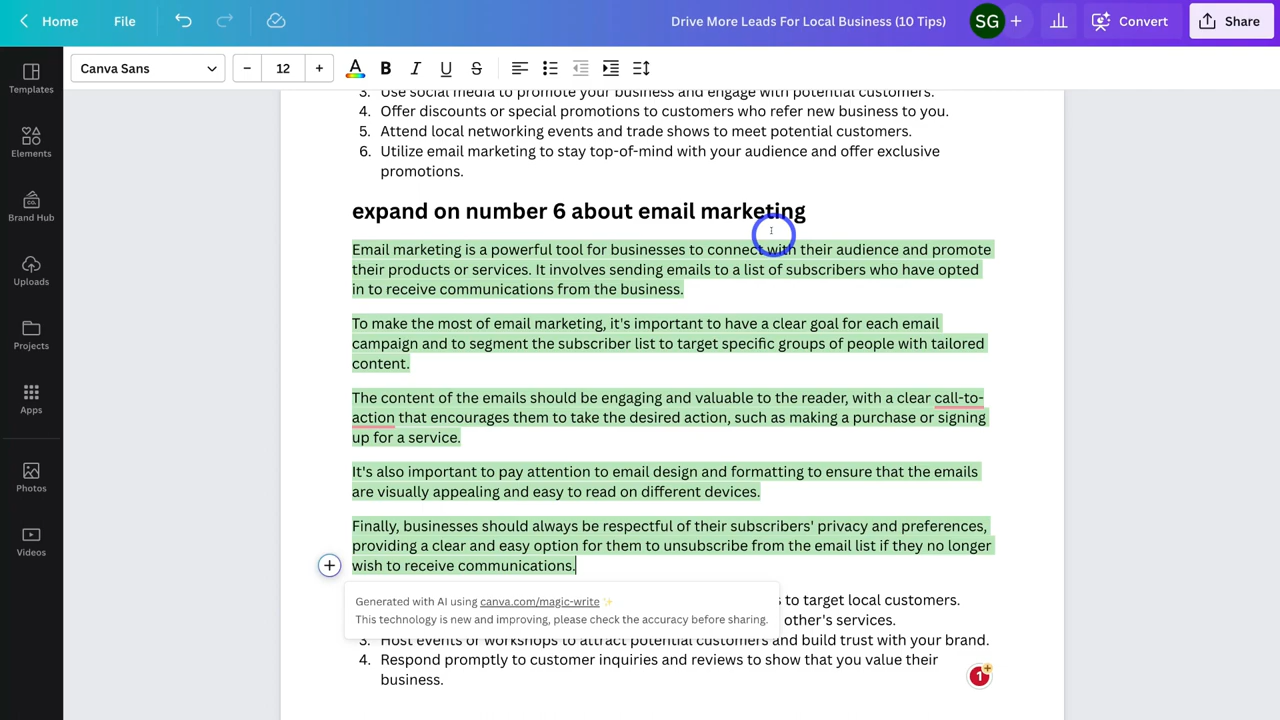 Home
File
Drive More Leads For Local Business (10 Tips)
SG
Convert
Share
Canva Sans
12
A
B
I
U
S
Templates
Elements
Brand Hub
CO.
Uploads
Projects
Apps
Photos
Videos
3. Use social media to promote your business and engage with potential customers.
4. Offer discounts or special promotions to customers who refer new business to you.
5. Attend local networking events and trade shows to meet potential customers.
6. Utilize email marketing to stay top-of-mind with your audience and offer exclusive
promotions.
expand on number 6 about email marketing
Email marketing is a powerful tool for businesses to connect with their audience and promote
their products or services. It involves sending emails to a list of subscribers who have opted
in to receive communications from the business.
To make the most of email marketing, it's important to have a clear goal for each email
campaign and to segment the subscriber list to target specific groups of people with tailored
content.
The content of the emails should be engaging and valuable to the reader, with a clear call-to-
action that encourages them to take the desired action, such as making a purchase or signing
up for a service.
It's also important to pay attention to email design and formatting to ensure that the emails
are visually appealing and easy to read on different devices.
Finally, businesses should always be respectful of their subscribers' privacy and preferences,
providing a clear and easy option for them to unsubscribe from the email list if they no longer
wish to receive communications.
Generated with AI using canva.com/magic-write
This technology is new and improving, please check the accuracy before sharing.
s to target local customers.
other's services.
3. Host events or workshops to attract potential customers and build trust with your brand.
4. Respond promptly to customer inquiries and reviews to show that you value their
business.
1